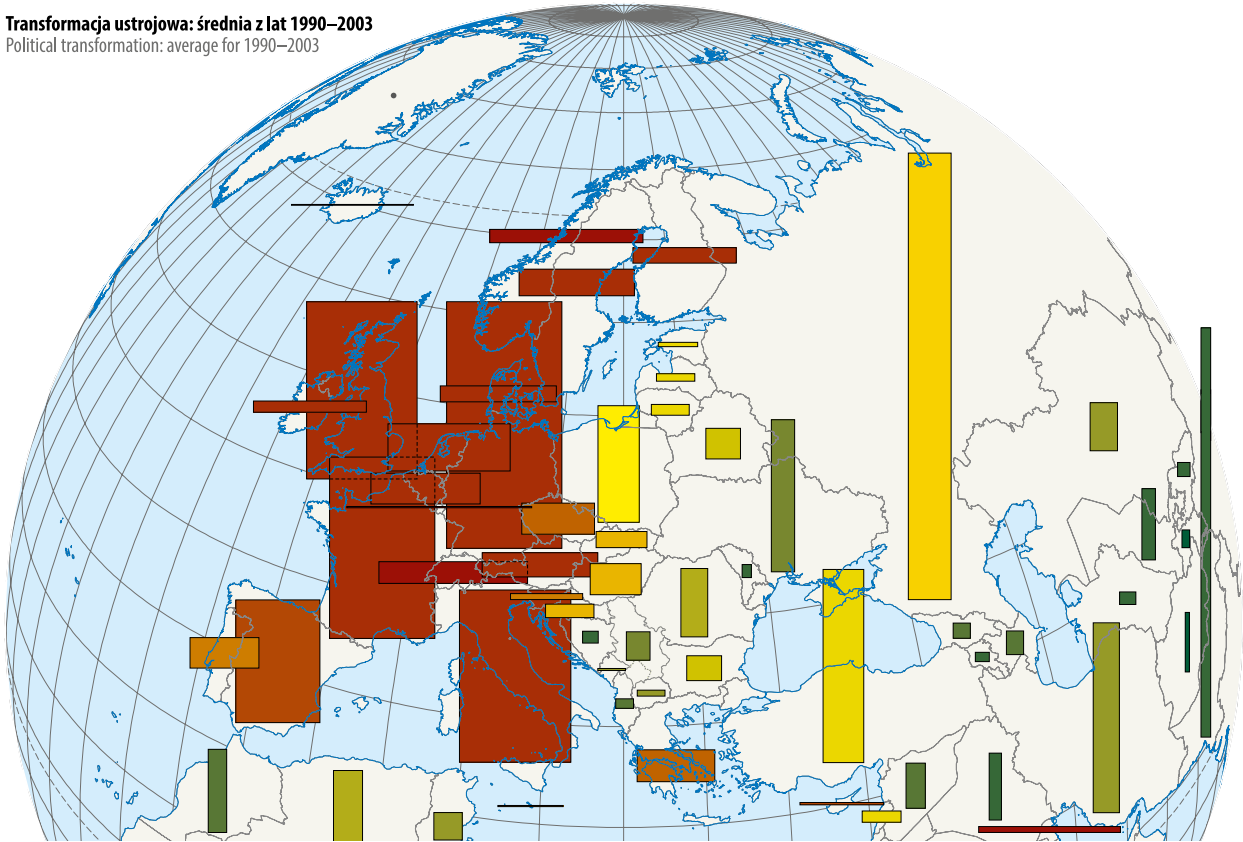 Transformacja ustrojowa: średnia z lat 1990–2003
Political transformation: average for 1990–2003